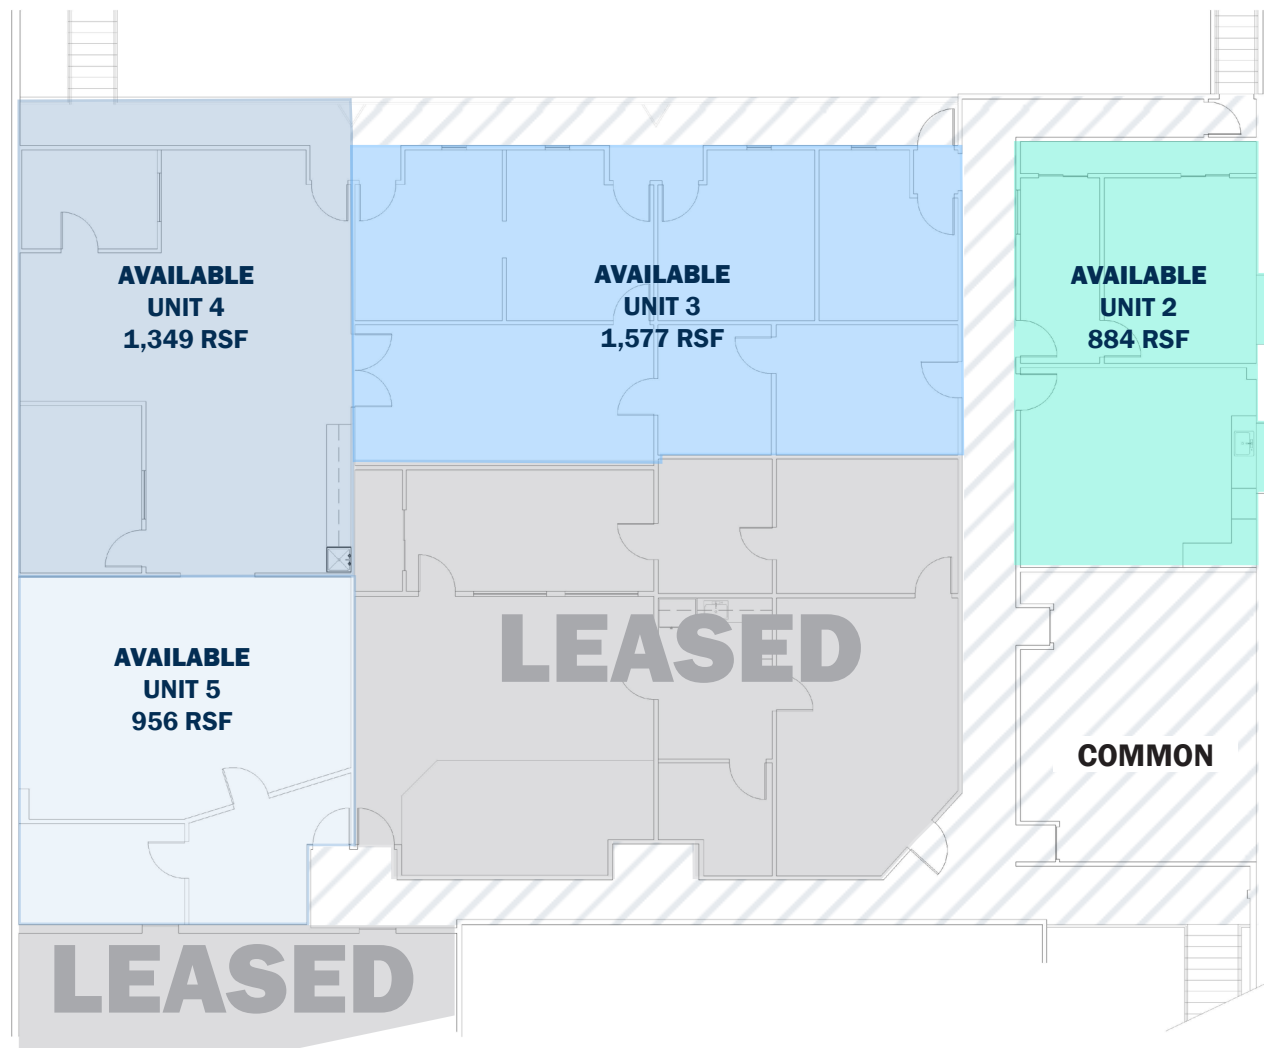 AVAILABLE
UNIT 4
1,349 RSF
AVAILABLE
UNIT 3
1,577 RSF
AVAILABLE
UNIT 2
884 RSF
LEASED
AVAILABLE
UNIT 5
956 RSF
COMMON
LEASED